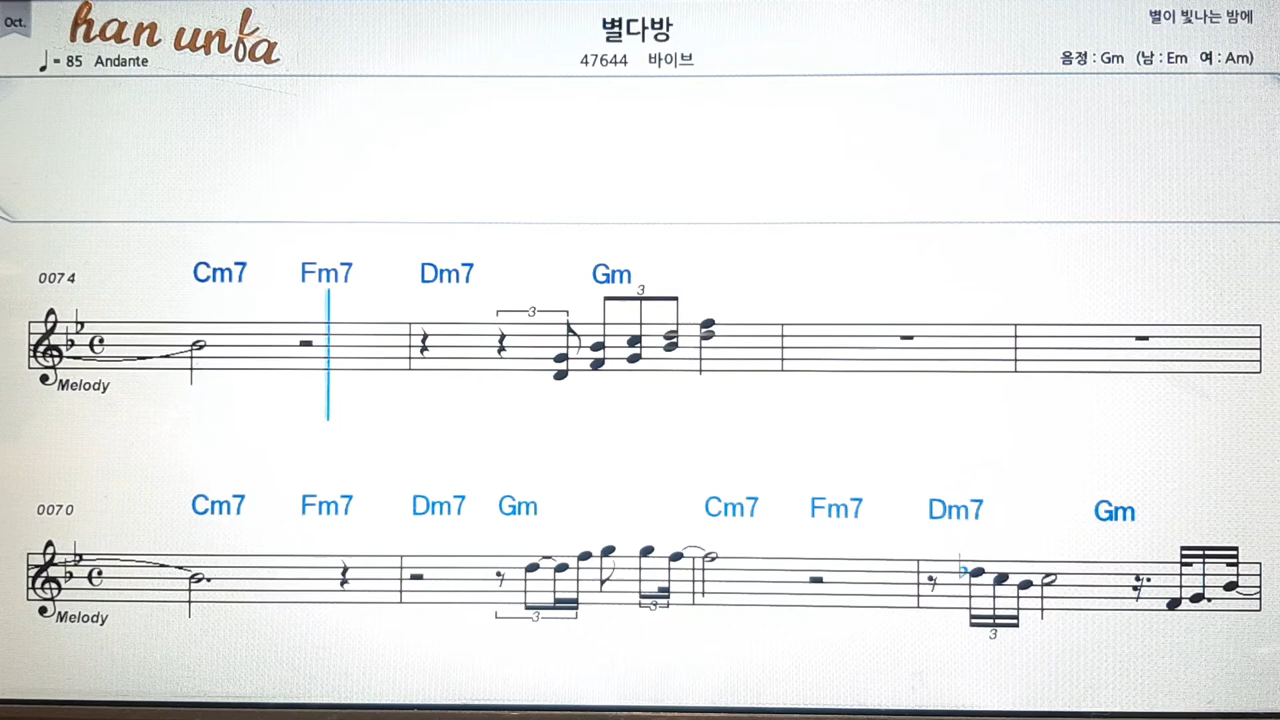 Oct.
han unfa
♩= 85 Andante
별다방
47644 바이브
별이 빛나는 밤에
음정 : Gm (남 : Em 여 : Am)
0074
Cm7 Fm7 Dm7 Gm
3 3
Melody
0070
Cm7 Fm7 Dm7 Gm Cm7 Fm7 Dm7 Gm
3 3 3
Melody